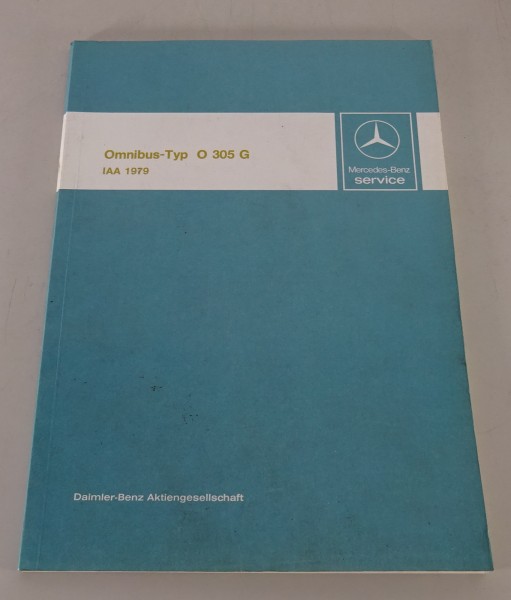 Omnibus-Typ O 305 G
IAA 1979
Mercedes-Benz
service
Daimler-Benz Aktiengesellschaft